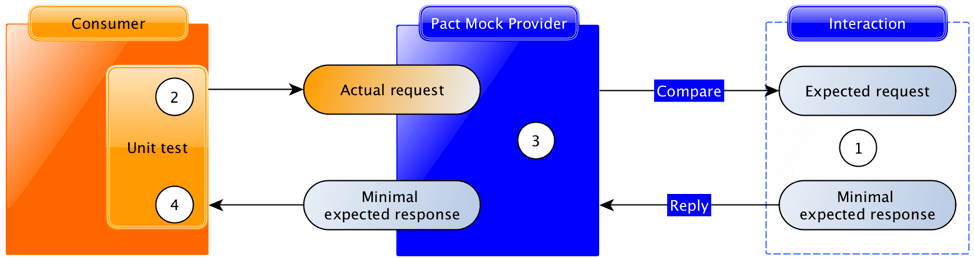 Consumer
Pact Mock Provider
Interaction
2
Actual request
Compare
Expected request
Unit test
3
1
4
Minimal
expected response
Reply
Minimal
expected response